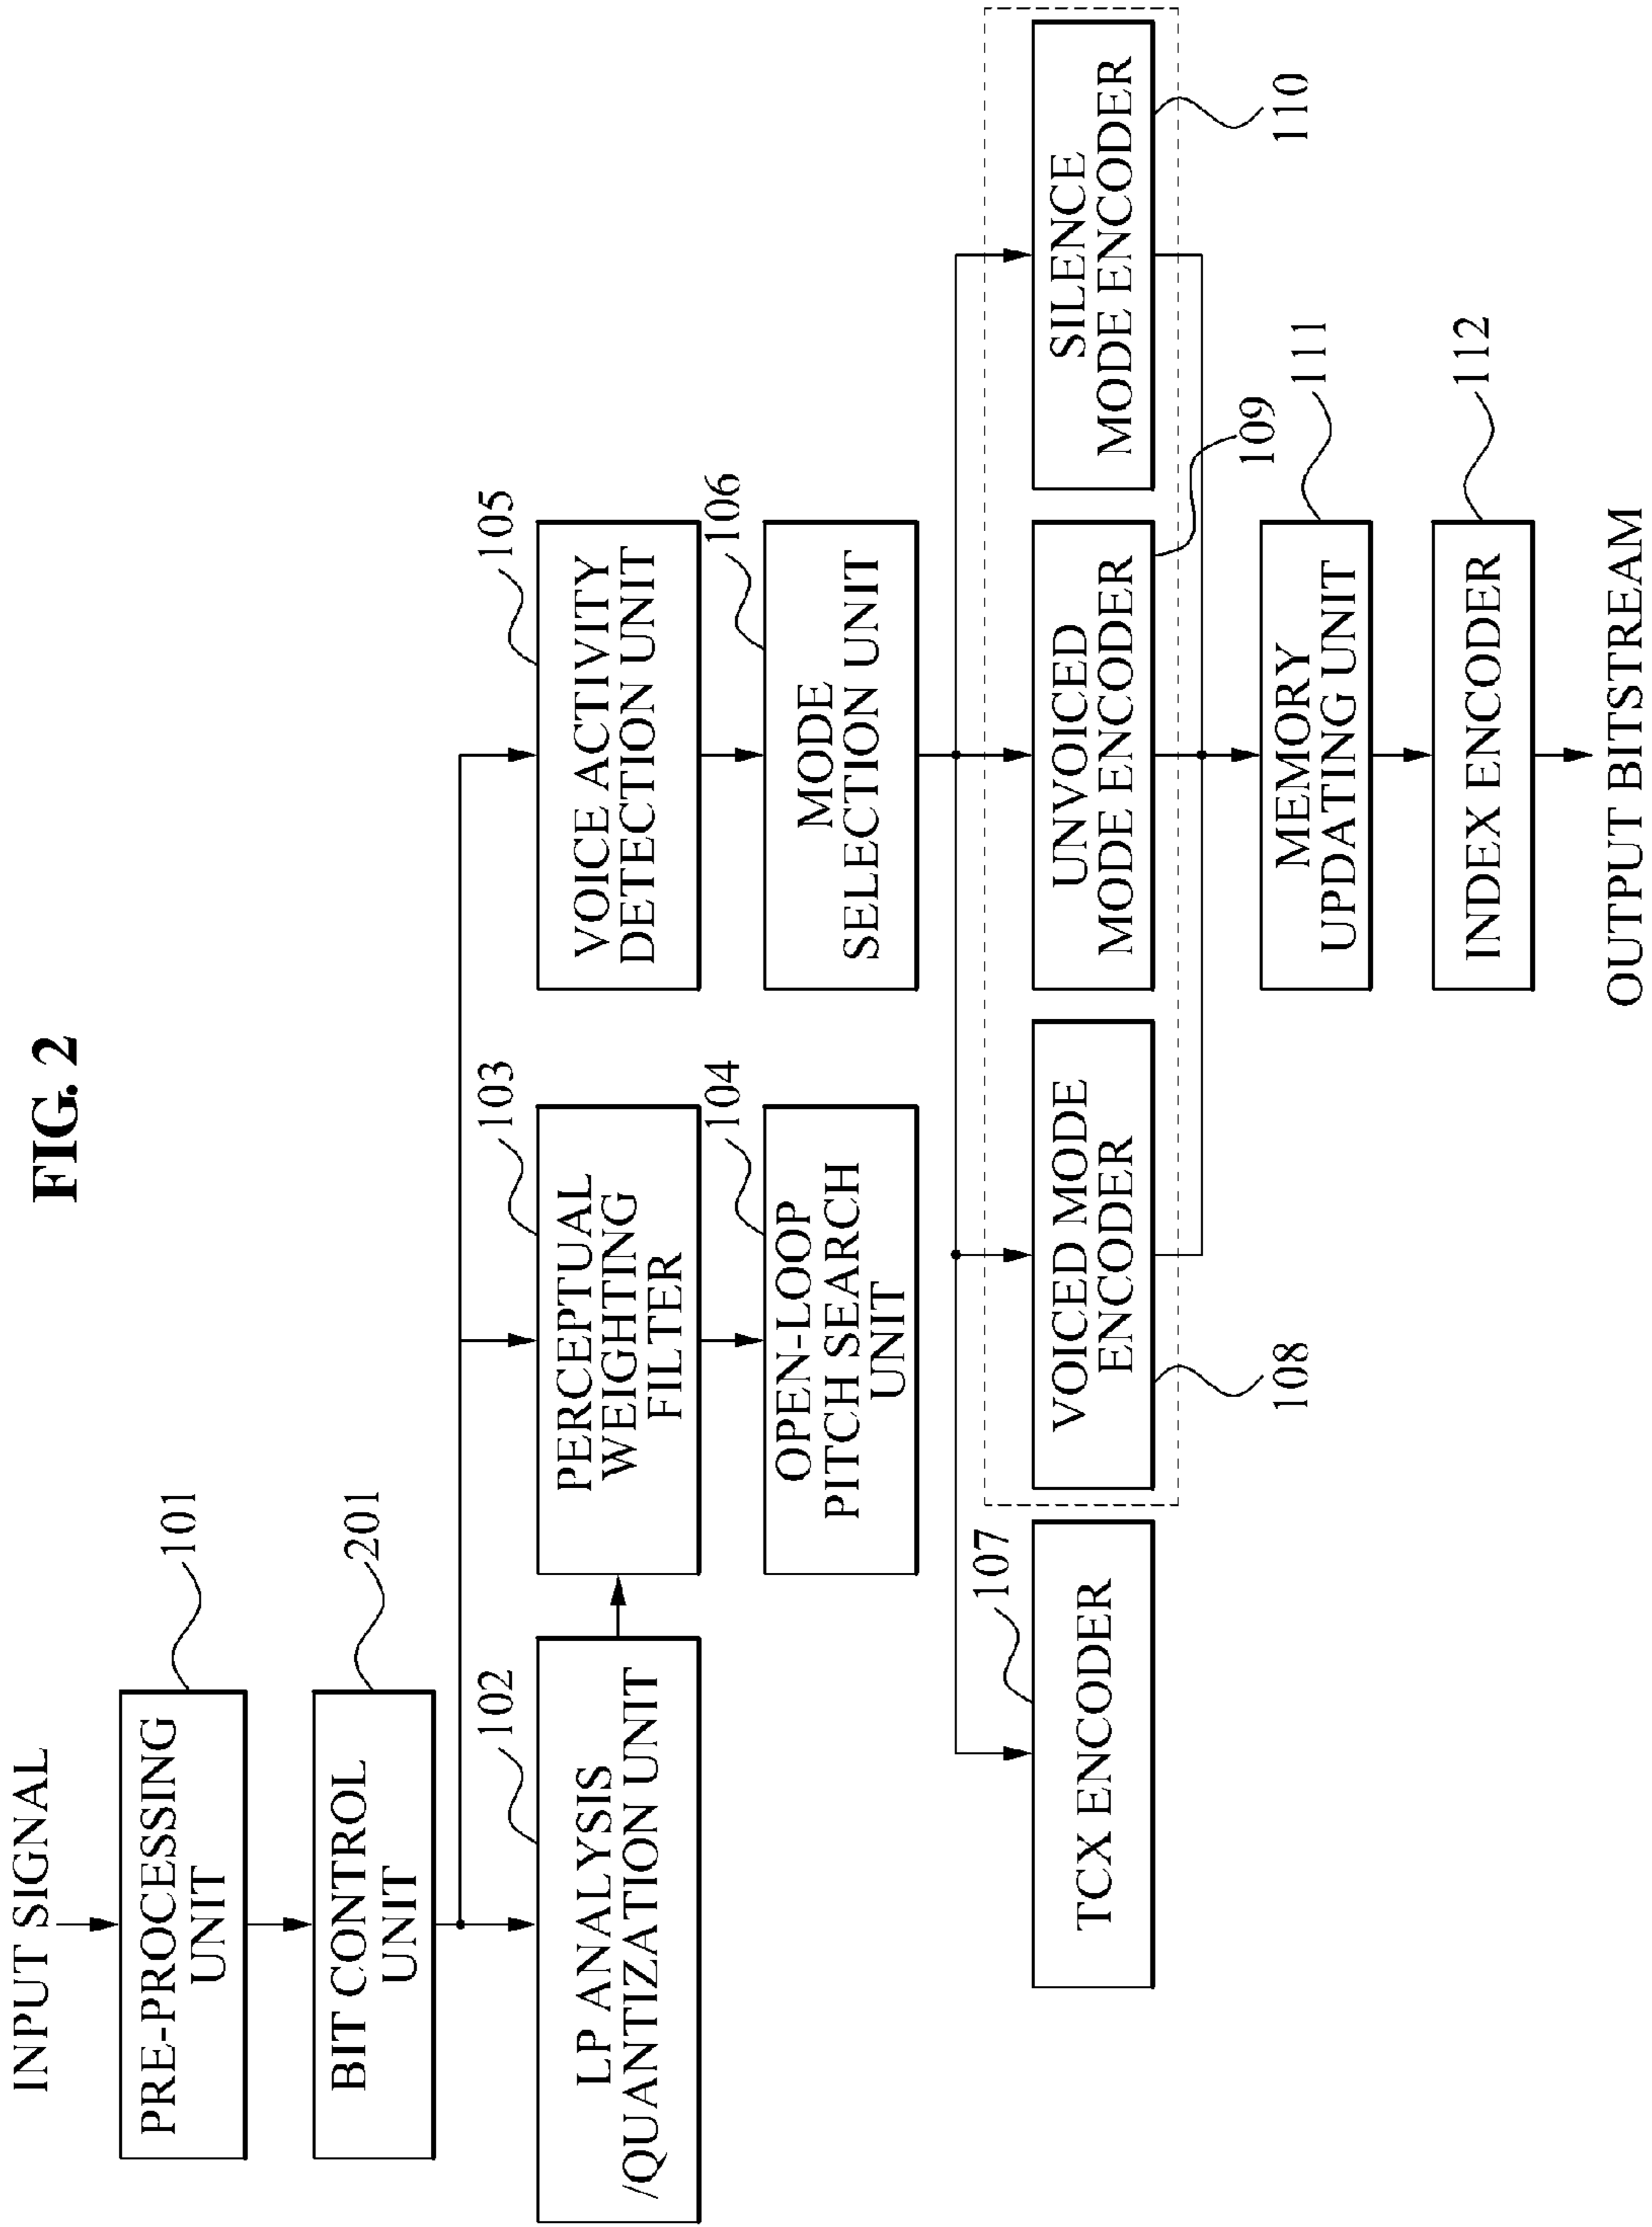 FIG. 2
INPUT SIGNAL
PRE-PROCESSING
UNIT
101
BIT CONTROL
UNIT
201
LP ANALYSIS
/QUANTIZATION UNIT
102
PERCEPTUAL
WEIGHTING
FILTER
103
VOICE ACTIVITY
DETECTION UNIT
105
OPEN-LOOP
PITCH SEARCH
UNIT
104
MODE
SELECTION UNIT
106
TCX ENCODER
107
VOICED MODE
ENCODER
108
UNVOICED
MODE ENCODER
109
SILENCE
MODE ENCODER
110
MEMORY
UPDATING UNIT
111
INDEX ENCODER
112
OUTPUT BITSTREAM